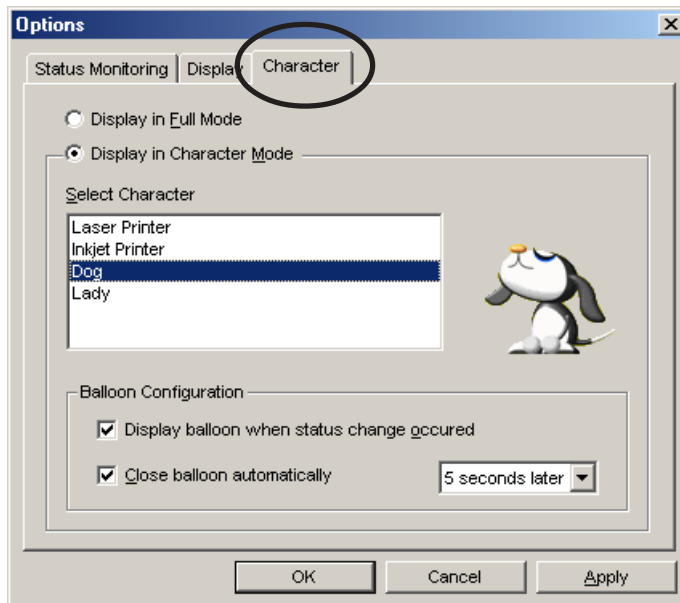 Options
Status Monitoring Display Character
Display in Full Mode
Display in Character Mode
Select Character
Laser Printer
Inkjet Printer
Dog
Lady
Balloon Configuration
Display balloon when status change occured
Close balloon automatically 5 seconds later
OK Cancel Apply